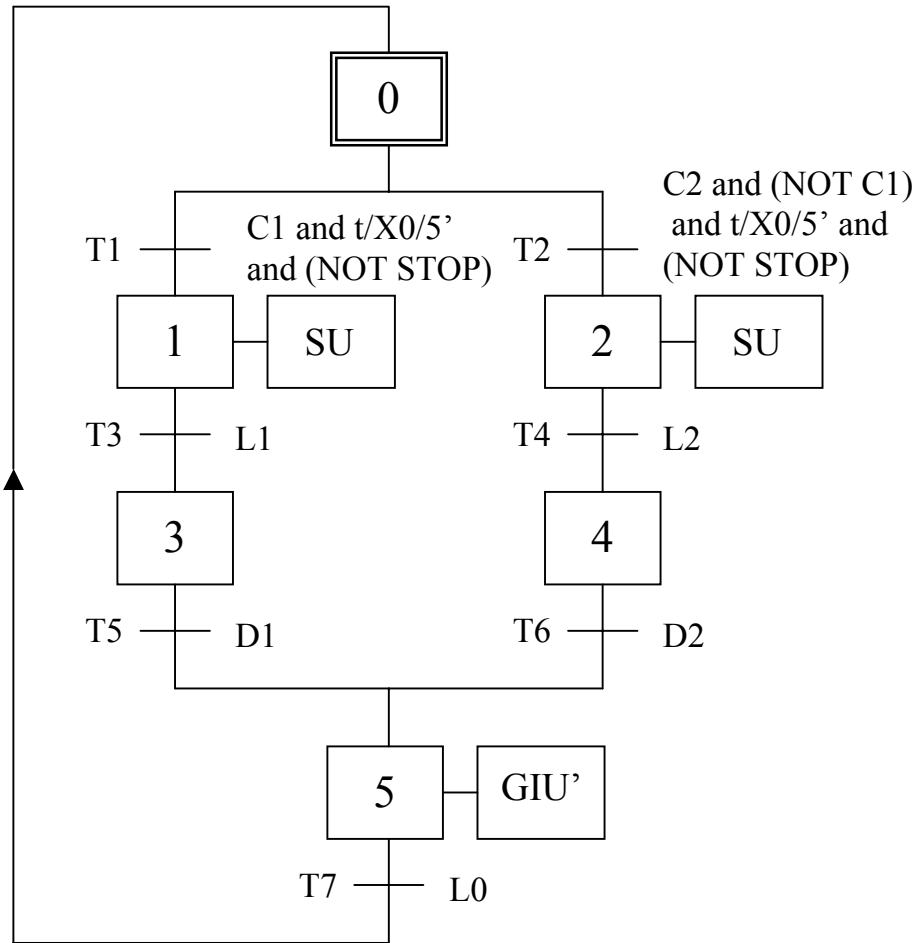 0
C1 and t/X0/5’
and (NOT STOP)
T1
C2 and (NOT C1)
and t/X0/5’ and
(NOT STOP)
T2
1
SU
2
SU
T3
L1
T4
L2
3
4
T5
D1
T6
D2
5
GIU’
T7
L0